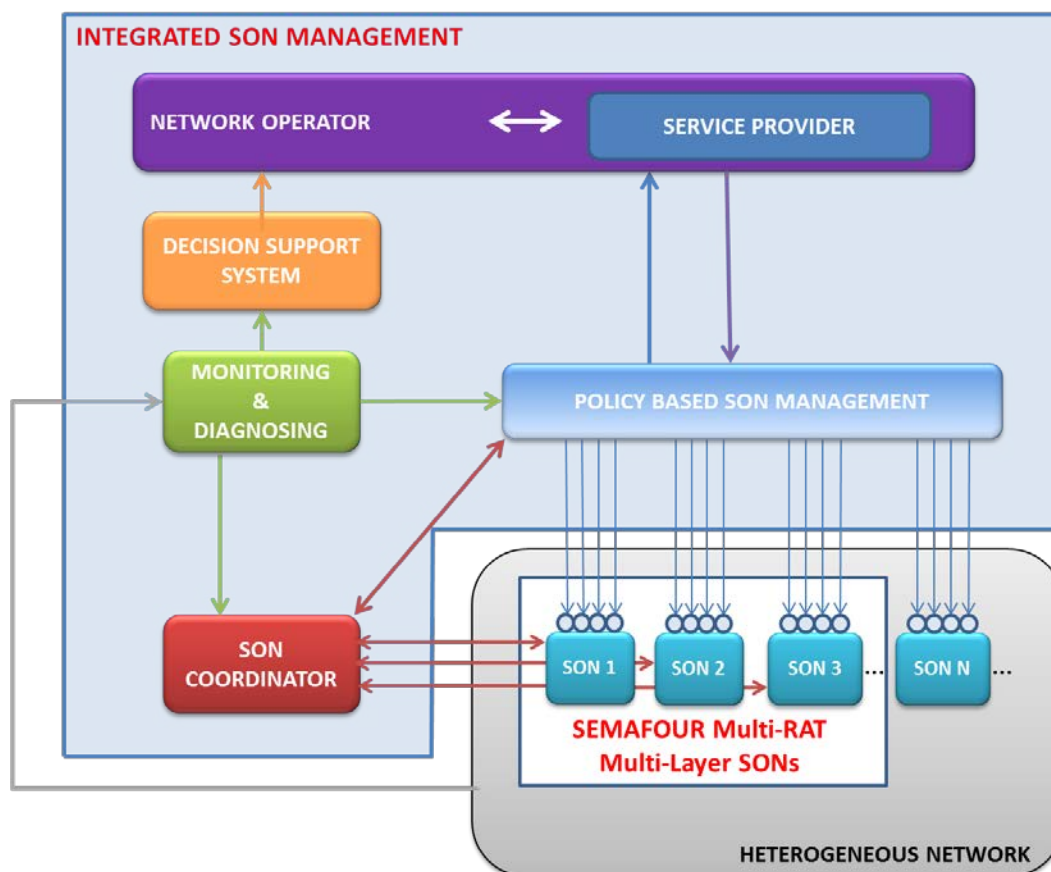 INTEGRATED SON MANAGEMENT
NETWORK OPERATOR
SERVICE PROVIDER
DECISION SUPPORT
SYSTEM
MONITORING
&
DIAGNOSING
POLICY BASED SON MANAGEMENT
SON
COORDINATOR
SON 1
SON 2
SON 3
...
SON N
...
SEMAFOUR Multi-RAT
Multi-Layer SONs
HETEROGENEOUS NETWORK